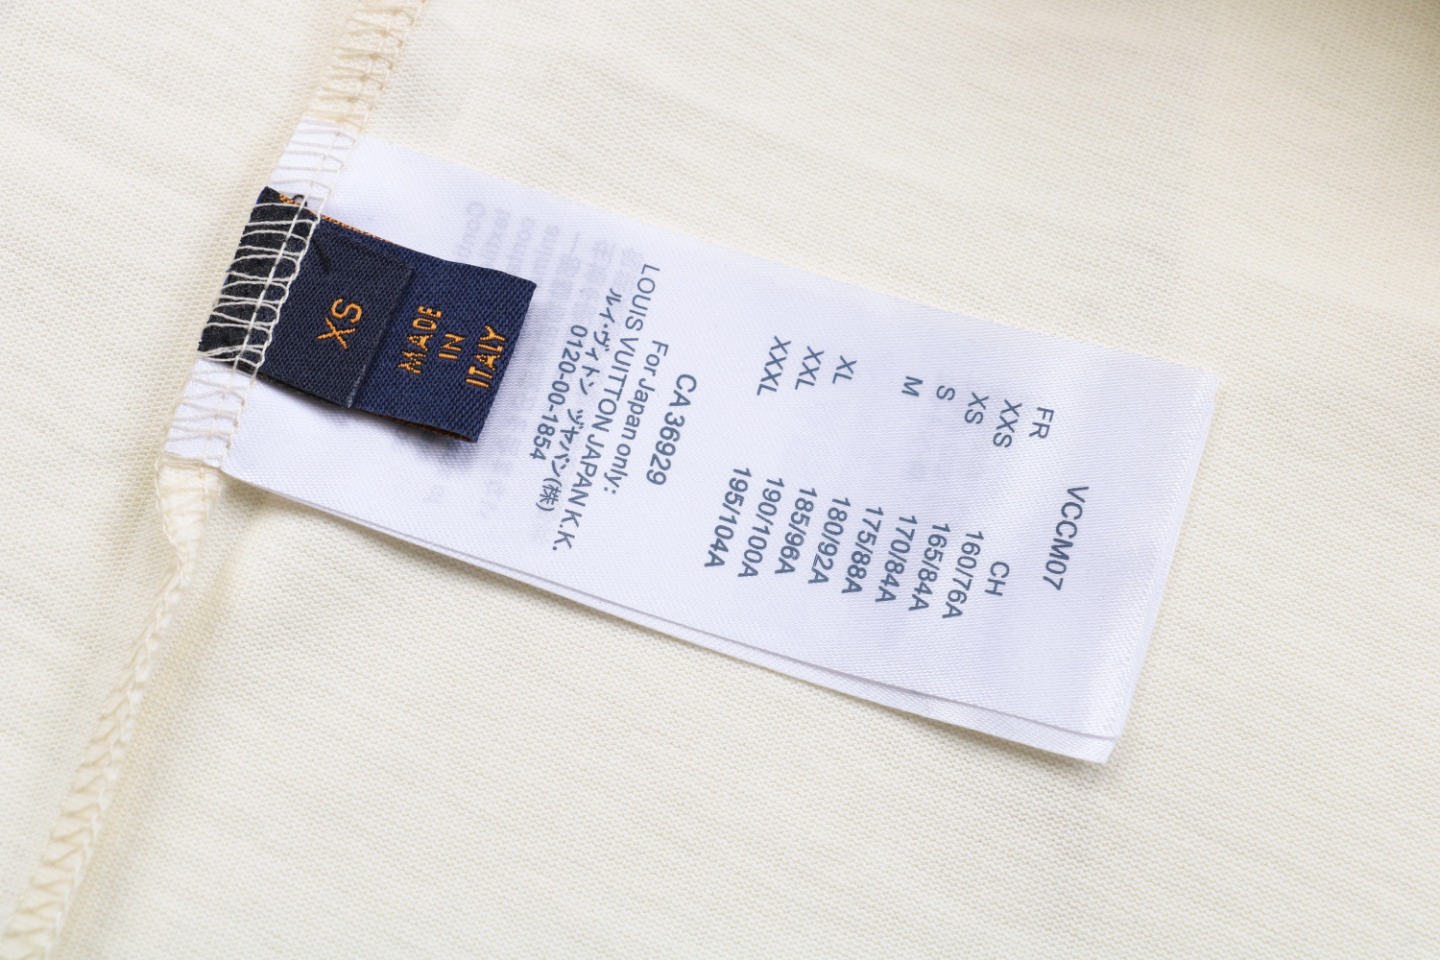 XS
MADE
IN
ITALY
VCCM07
FR CH
XXS 160/76A
XS 165/84A
S 170/84A
M 175/88A
180/92A
XL 185/96A
XXL 190/100A
XXXL 195/104A
CA 36929
For Japan only:
LOUIS VUITTON JAPAN K.K.
ルイ・ヴィトン ジャパン(株)
0120-00-1854